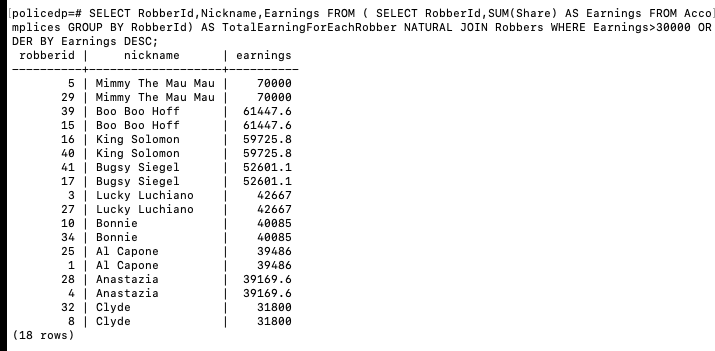 [policedp=# SELECT RobberId,Nickname,Earnings FROM ( SELECT RobberId,SUM(Share) AS Earnings FROM Acco]
mplices GROUP BY RobberId) AS TotalEarningForEachRobber NATURAL JOIN Robbers WHERE Earnings>30000 OR
DER BY Earnings DESC;
 robberid |      nickname      | earnings
----------+--------------------+----------
        5 | Mimmy The Mau Mau  |    70000
       29 | Mimmy The Mau Mau  |    70000
       39 | Boo Boo Hoff       |  61447.6
       15 | Boo Boo Hoff       |  61447.6
       16 | King Solomon       |  59725.8
       40 | King Solomon       |  59725.8
       41 | Bugsy Siegel       |  52601.1
       17 | Bugsy Siegel       |  52601.1
        3 | Lucky Luchiano     |    42667
       27 | Lucky Luchiano     |    42667
       10 | Bonnie             |    40085
       34 | Bonnie             |    40085
       25 | Al Capone          |    39486
        1 | Al Capone          |    39486
       28 | Anastazia          |  39169.6
        4 | Anastazia          |  39169.6
       32 | Clyde              |    31800
        8 | Clyde              |    31800
(18 rows)